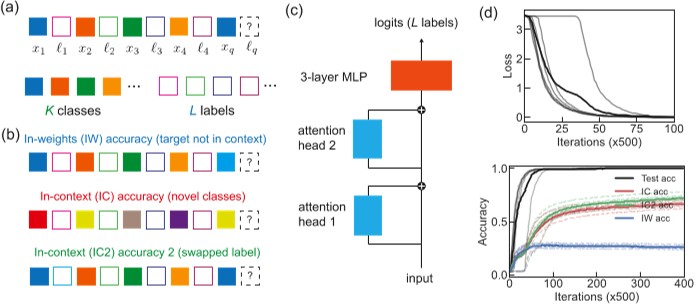 (a)
? 
x1 ℓ1 x2 ℓ2 x3 ℓ3 x4 ℓ4 xq ℓq
... ...
K classes L labels
(b)
In-weights (IW) accuracy (target not in context)
?
In-context (IC) accuracy (novel classes)
?
In-context (IC2) accuracy 2 (swapped label)
?
(c)
logits (L labels)
3-layer MLP
attention
head 2
attention
head 1
input
(d)
Loss
3
2
1
0
0 25 50 75 100
Iterations (x500)
Accuracy
1.0
0.5
0.0
Test acc
IC acc
IC2 acc
IW acc
0 100 200 300 400
Iterations (x500)